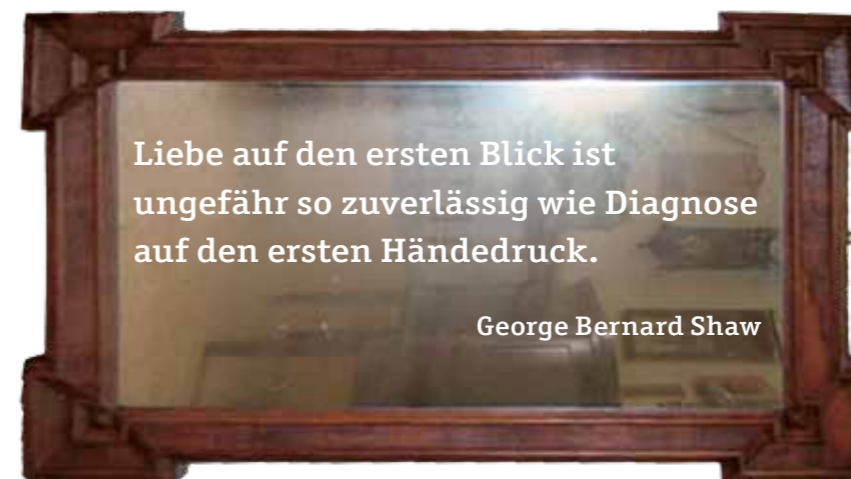 Liebe auf den ersten Blick ist
ungefähr so zuverlässig wie Diagnose
auf den ersten Händedruck.
George Bernard Shaw